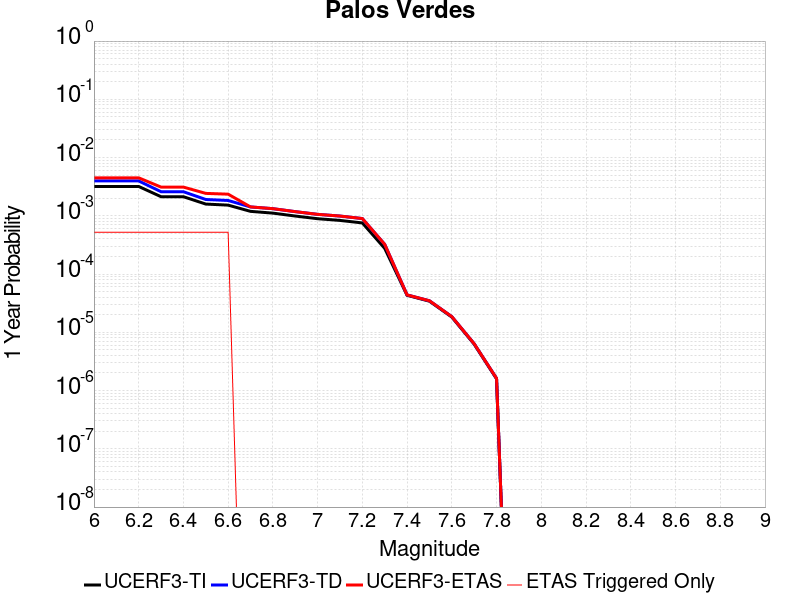 Palos Verdes
10^0
10^-1
10^-2
10^-3
10^-4
10^-5
10^-6
10^-7
10^-8
1 Year Probability
6 6.2 6.4 6.6 6.8 7 7.2 7.4 7.6 7.8 8 8.2 8.4 8.6 8.8 9
Magnitude
UCERF3-TI UCERF3-TD UCERF3-ETAS ETAS Triggered Only